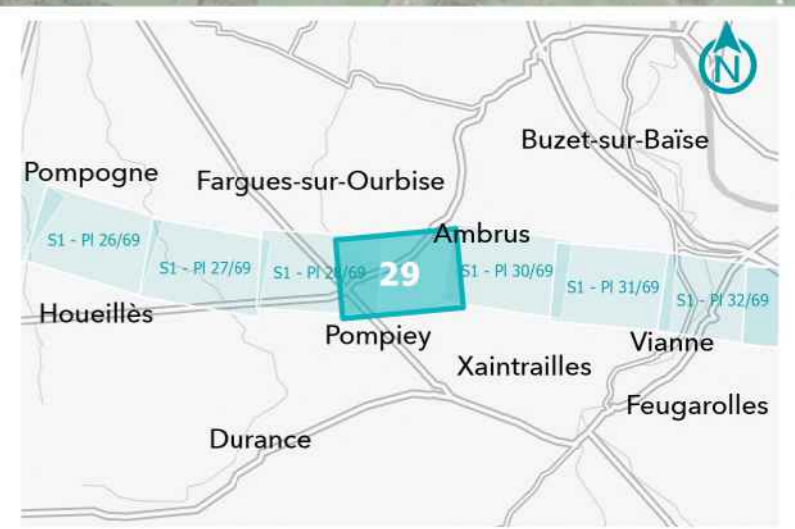 N
Buzet-sur-Baïse
Pompogne
Fargues-sur-Ourbise
Ambrus
S1 - Pl 26/69
S1 - Pl 27/69
S1 - Pl 28/69
29
S1 - Pl 30/69
S1 - Pl 31/69
S1 - Pl 32/69
Houeillès
Pompiey
Vianne
Xaintrailles
Feugarolles
Durance